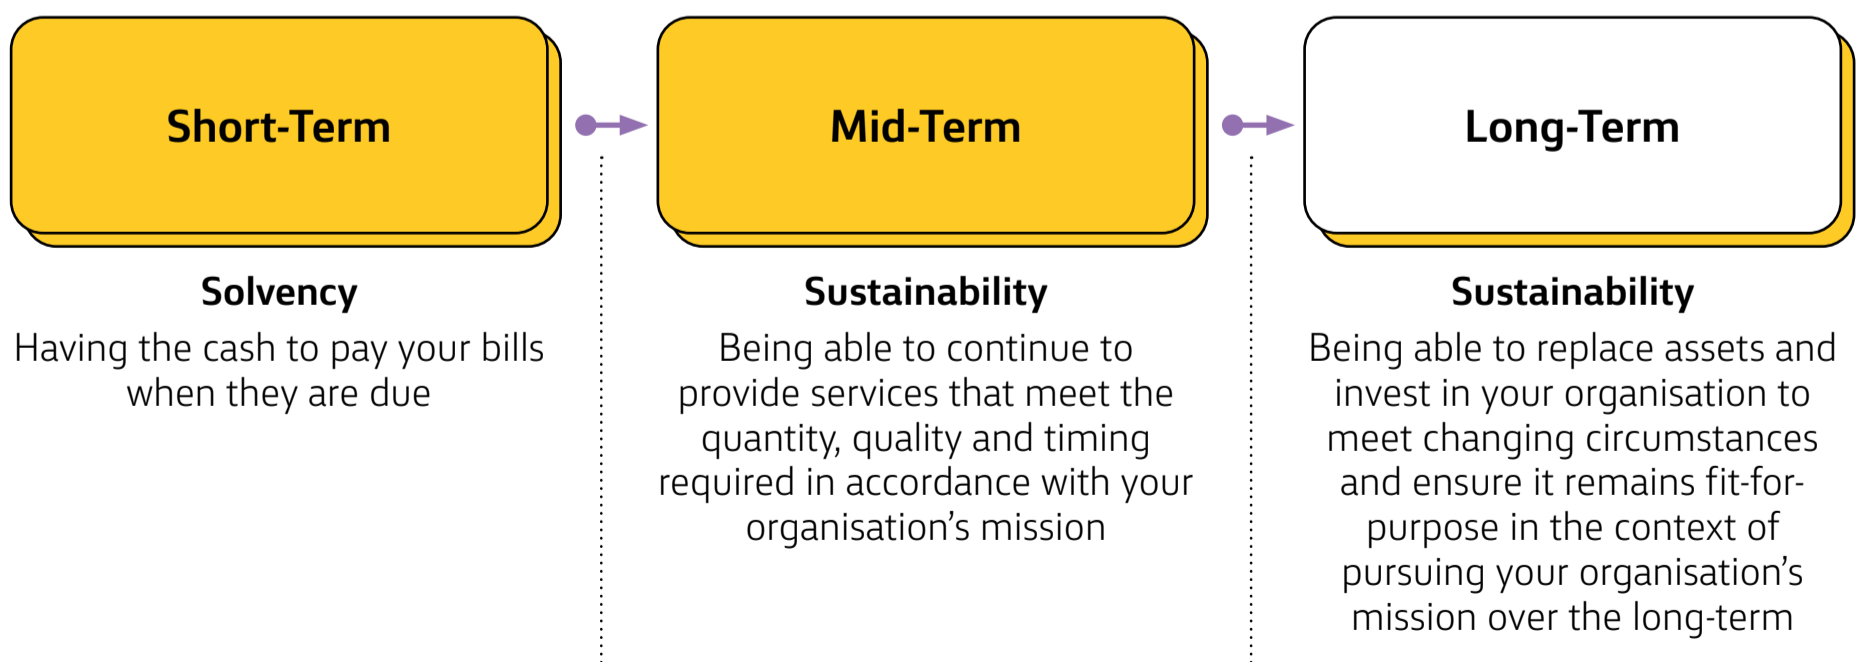 Short-Term
Solvency
Having the cash to pay your bills
when they are due
Mid-Term
Sustainability
Being able to continue to
provide services that meet the
quantity, quality and timing
required in accordance with your
organisation’s mission
Long-Term
Sustainability
Being able to replace assets and
invest in your organisation to
meet changing circumstances
and ensure it remains fit-for-
purpose in the context of
pursuing your organisation’s
mission over the long-term